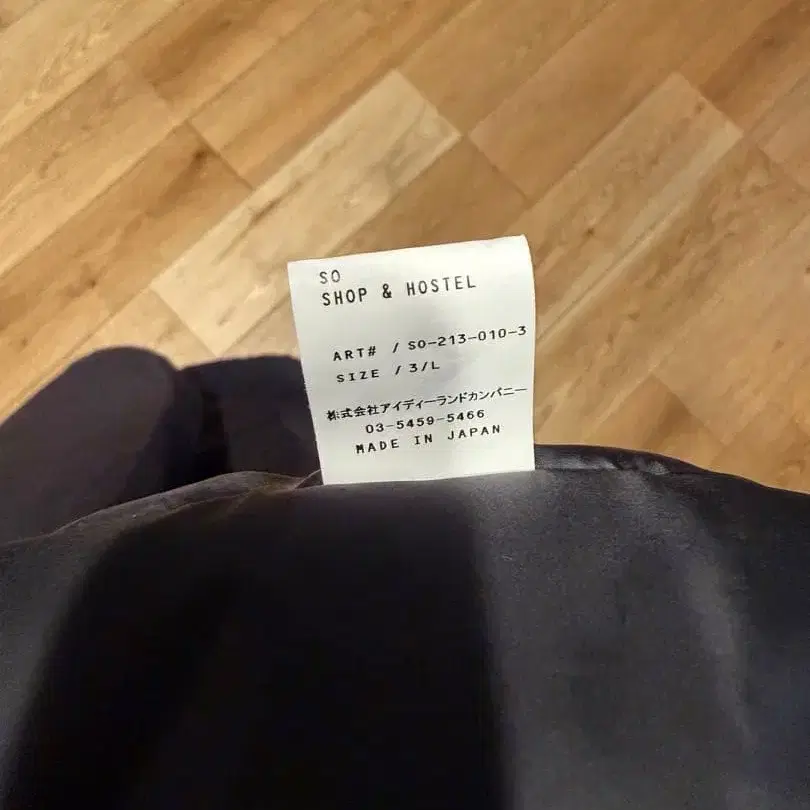 SO
SHOP & HOSTEL
ART# / SO-213-010-3
SIZE / 3/L
株式会社アイディーランドカンパニー
03-5459-5466
MADE IN JAPAN